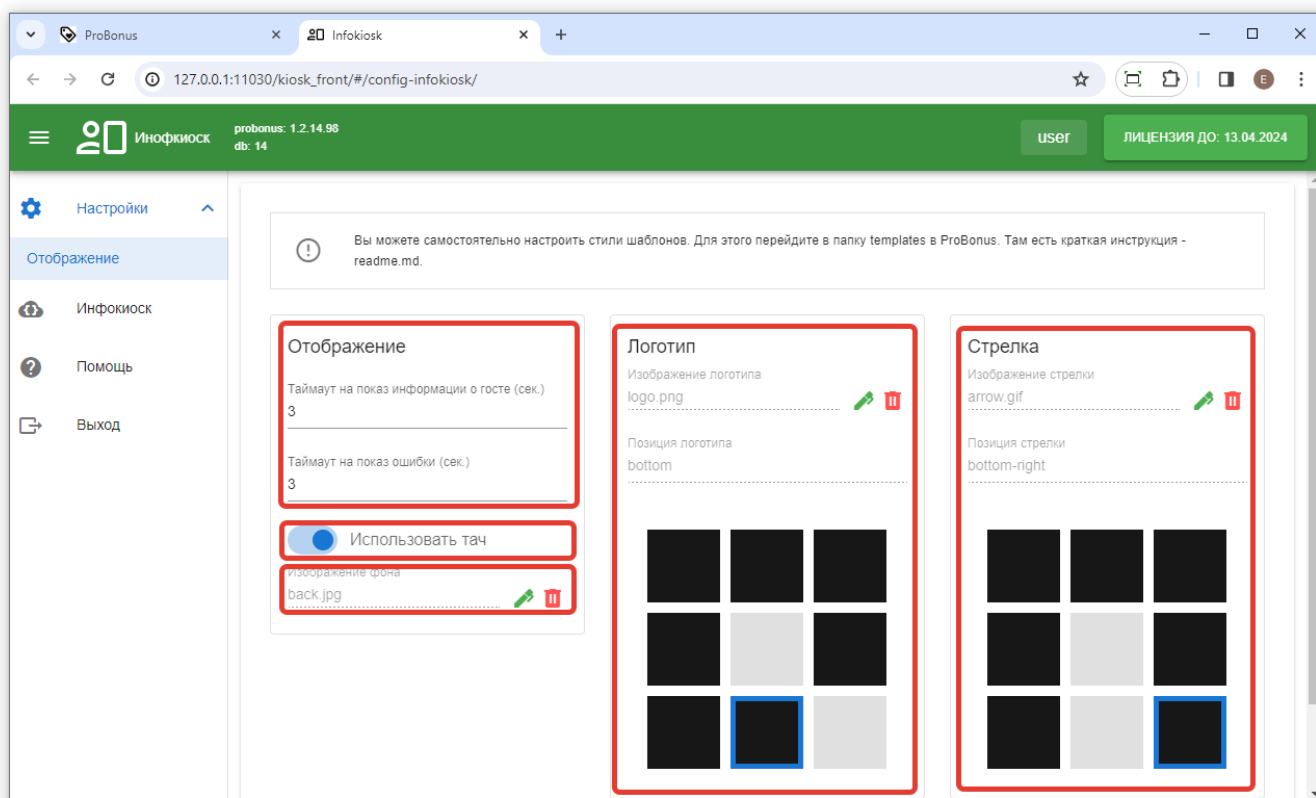 ProBonus
Infokiosk
127.0.0.1:11030/kiosk_front/#/config-infokiosk/
E
Инофкиоск
probonus: 1.2.14.98
db: 14
user
ЛИЦЕНЗИЯ ДО: 13.04.2024
Настройки
Отображение
Инфокиоск
Помощь
Выход
Вы можете самостоятельно настроить стили шаблонов. Для этого перейдите в папку templates в ProBonus. Там есть краткая инструкция -
readme.md.
Отображение
Таймаут на показ информации о госте (сек.)
3
Таймаут на показ ошибки (сек.)
3
Использовать тач
Изображение фона
back.jpg
Логотип
Изображение логотипа
logo.png
Позиция логотипа
bottom
Стрелка
Изображение стрелки
arrow.gif
Позиция стрелки
bottom-right